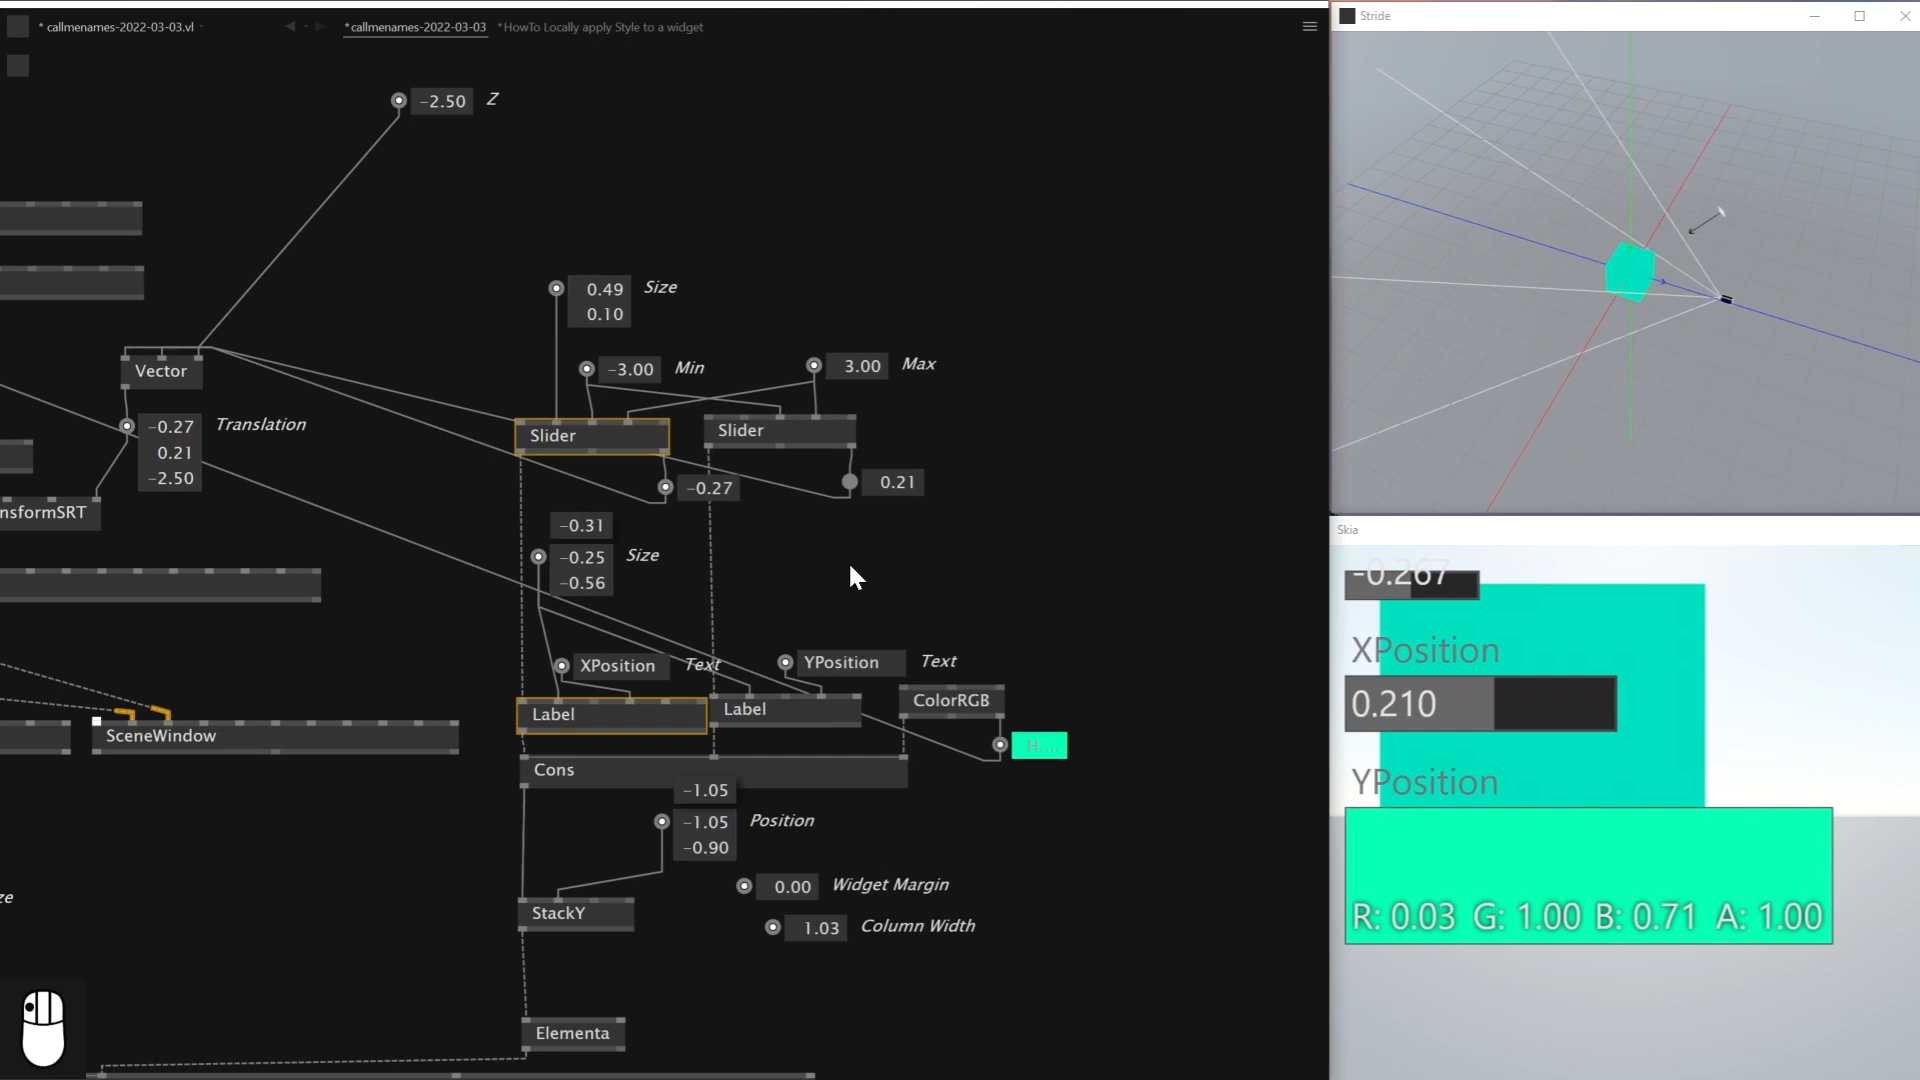 * callmenames-2022-03-03.vl
*callmenames-2022-03-03
*HowTo Locally apply Style to a widget
Stride
-2.50
Z
0.49
Size
0.10
-3.00
Min
3.00
Max
Vector
-0.27
Translation
0.21
-2.50
Slider
Slider
-0.27
0.21
nsformSRT
-0.31
-0.25
Size
-0.56
XPosition
Text
YPosition
Text
SceneWindow
Label
Label
ColorRGB
H:...
Cons
-1.05
-1.05
Position
-0.90
0.00
Widget Margin
1.03
Column Width
ze
StackY
Elementa
Skia
-0.267
XPosition
0.210
YPosition
R: 0.03 G: 1.00 B: 0.71 A: 1.00